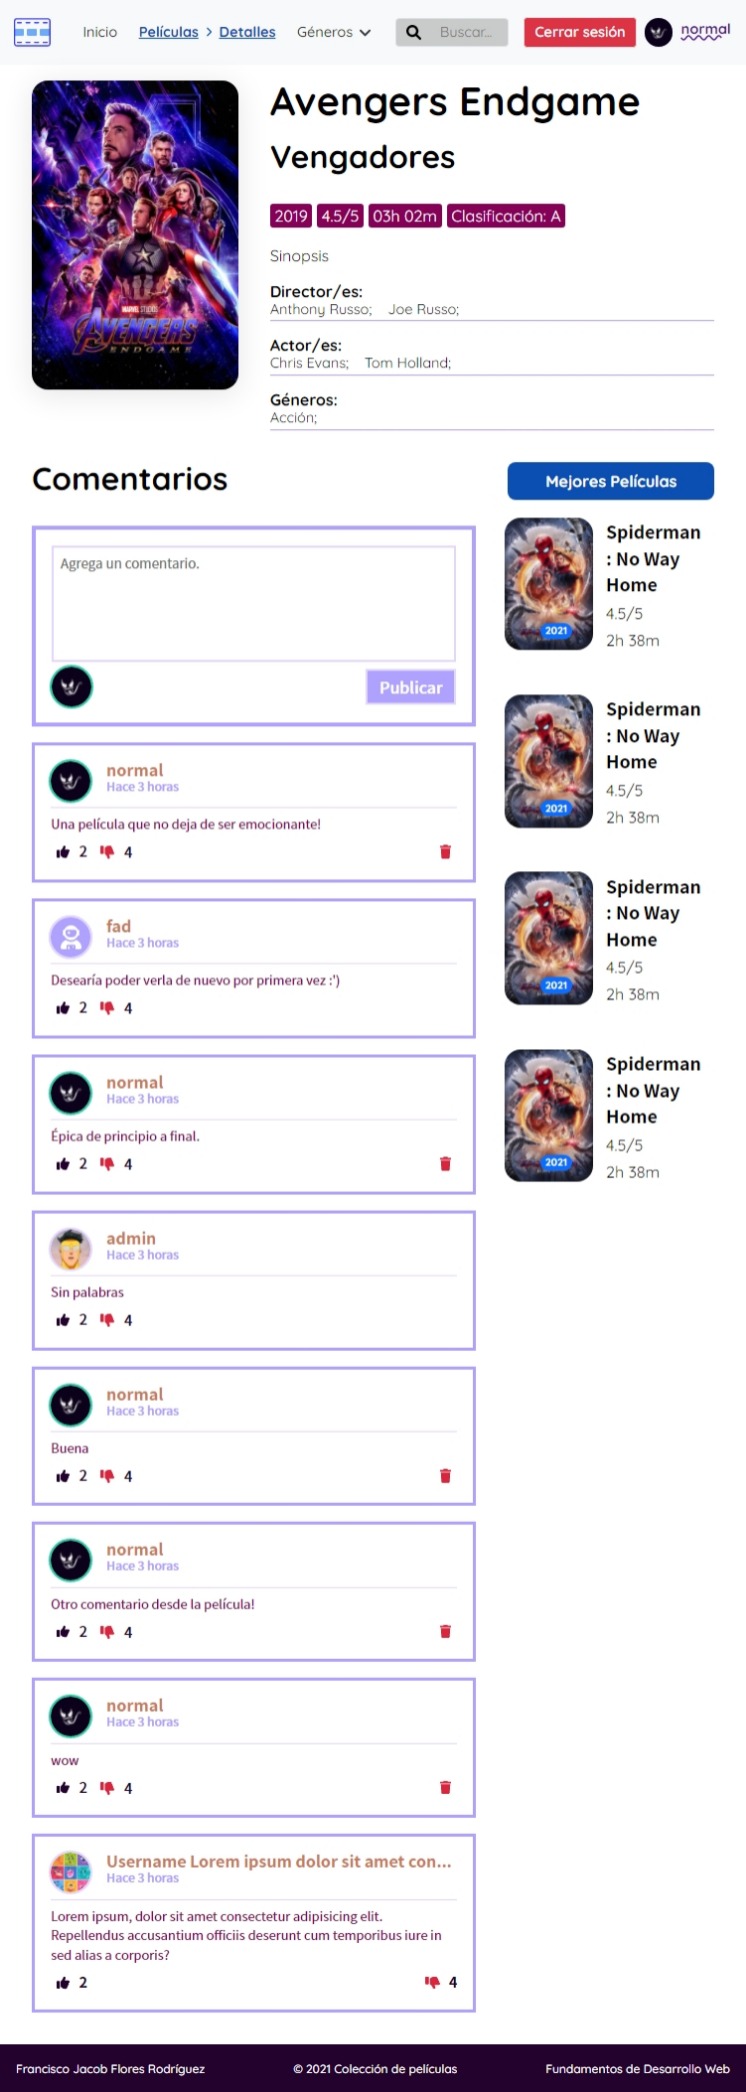 Inicio Películas > Detalles Géneros Buscar... Cerrar sesión normal
MARVEL STUDIOS
AVENGERS
ENDGAME
Avengers Endgame
Vengadores
2019 4.5/5 03h 02m Clasificación: A
Sinopsis
Director/es:
Anthony Russo; Joe Russo;
Actor/es:
Chris Evans; Tom Holland;
Géneros:
Acción;
Comentarios
Agrega un comentario.
Publicar
normal
Hace 3 horas
Una película que no deja de ser emocionante!
2 4
fad
Hace 3 horas
Desearía poder verla de nuevo por primera vez :')
2 4
normal
Hace 3 horas
Épica de principio a final.
2 4
admin
Hace 3 horas
Sin palabras
2 4
normal
Hace 3 horas
Buena
2 4
normal
Hace 3 horas
Otro comentario desde la película!
2 4
normal
Hace 3 horas
wow
2 4
Username Lorem ipsum dolor sit amet con...
Hace 3 horas
Lorem ipsum, dolor sit amet consectetur adipisicing elit.
Repellendus accusantium officiis deserunt cum temporibus iure in
sed alias a corporis?
2 4
Mejores Películas
2021
Spiderman
: No Way
Home
4.5/5
2h 38m
2021
Spiderman
: No Way
Home
4.5/5
2h 38m
2021
Spiderman
: No Way
Home
4.5/5
2h 38m
2021
Spiderman
: No Way
Home
4.5/5
2h 38m
Francisco Jacob Flores Rodríguez © 2021 Colección de películas Fundamentos de Desarrollo Web